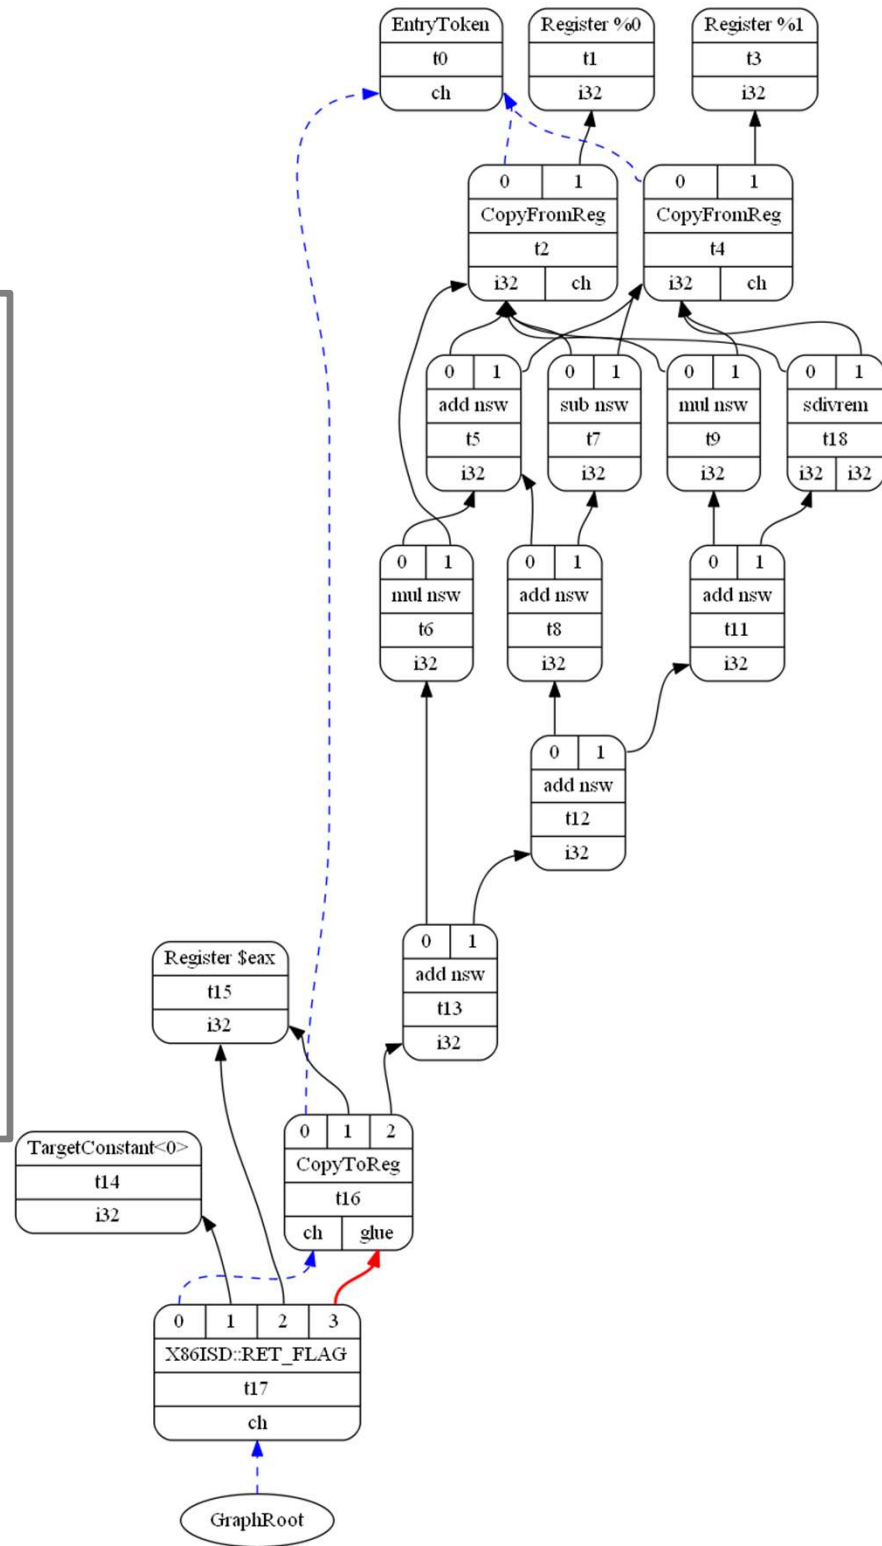 EntryToken
t0
ch
Register %0
t1
i32
Register %1
t3
i32
0 1
CopyFromReg
t2
i32 ch
0 1
CopyFromReg
t4
i32 ch
0 1
add nsw
t5
i32
0 1
sub nsw
t7
i32
0 1
mul nsw
t9
i32
0 1
sdivrem
t18
i32 i32
0 1
mul nsw
t6
i32
0 1
add nsw
t8
i32
0 1
add nsw
t11
i32
0 1
add nsw
t12
i32
0 1
add nsw
t13
i32
Register $eax
t15
i32
0 1 2
CopyToReg
t16
ch glue
TargetConstant<0>
t14
i32
0 1 2 3
X86ISD::RET_FLAG
t17
ch
GraphRoot